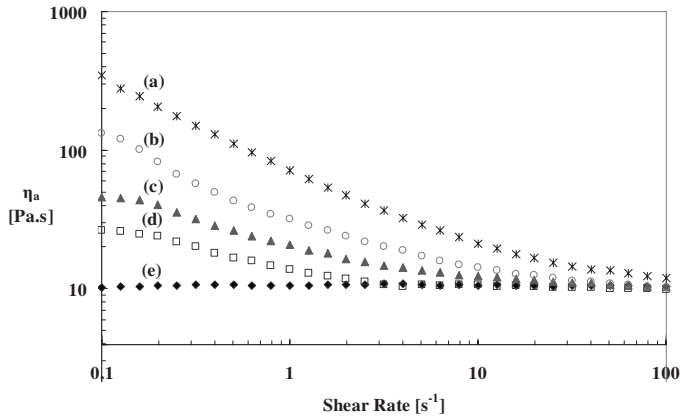 1000
(a)
(b)
100
ηa
[Pa.s]
(c)
(d)
(e)
10
0.1 1 10 100
Shear Rate [s-1]